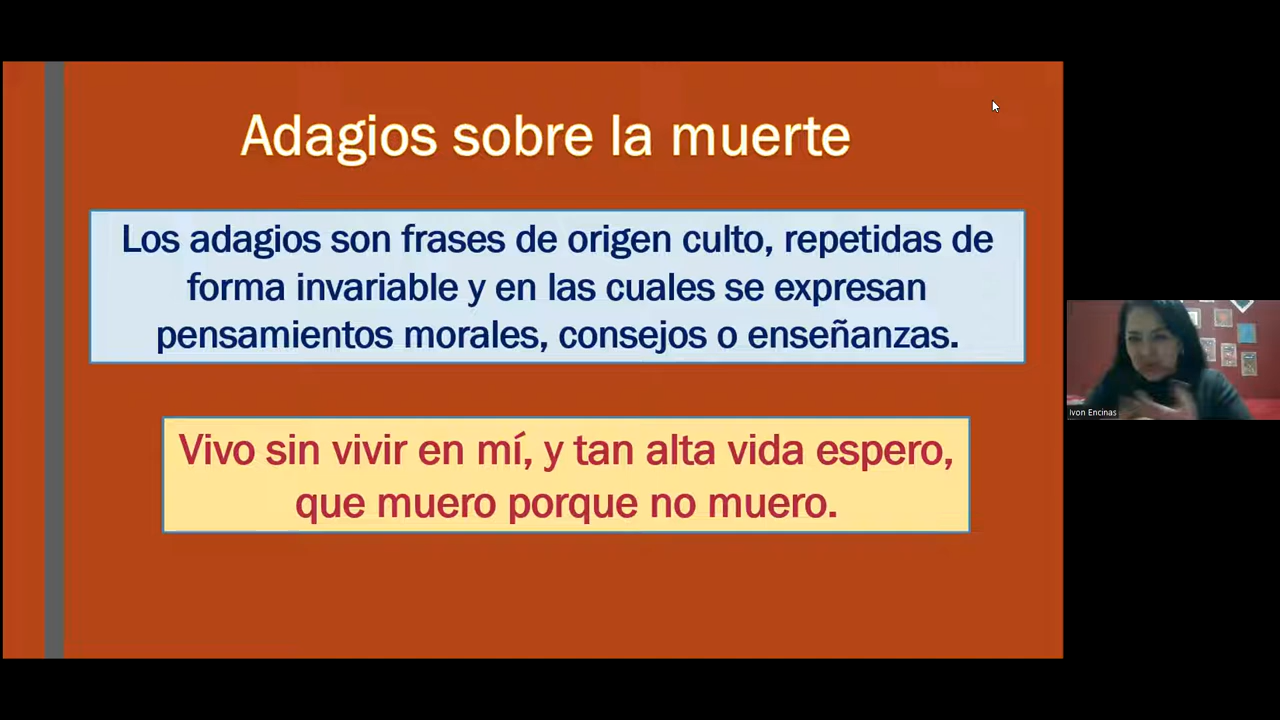 Adagios sobre la muerte
Los adagios son frases de origen culto, repetidas de
forma invariable y en las cuales se expresan
pensamientos morales, consejos o enseñanzas.
Vivo sin vivir en mí, y tan alta vida espero,
que muero porque no muero.
Ivon Encinas